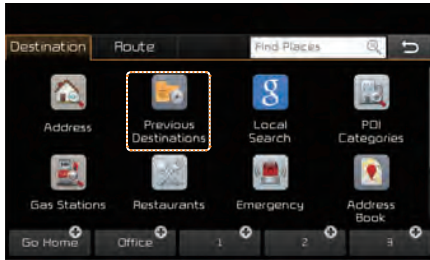 Destination Route Find Places
Address Previous Destinations Local Search POI Categories
Gas Stations Restaurants Emergency Address Book
Go Home Office 1 2 3